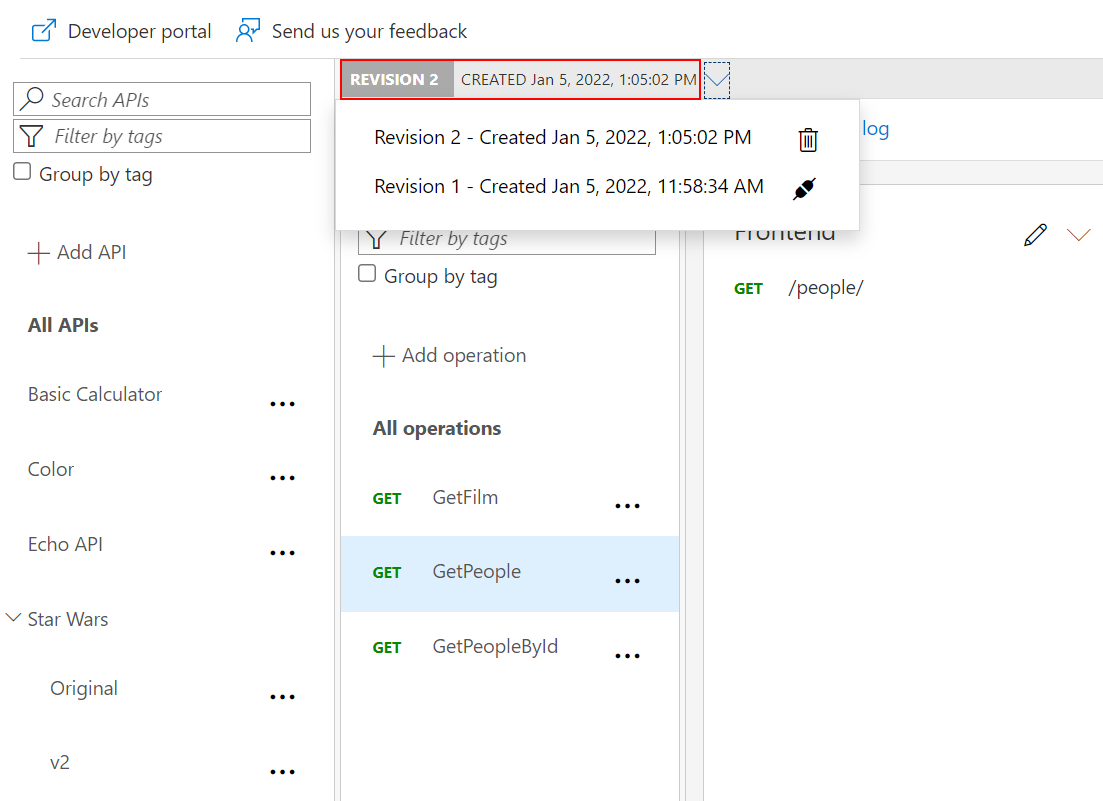 Developer portal
Send us your feedback
REVISION 2
CREATED Jan 5, 2022, 1:05:02 PM
Revision 2 - Created Jan 5, 2022, 1:05:02 PM
Revision 1 - Created Jan 5, 2022, 11:58:34 AM
log
Search APIs
Filter by tags
Group by tag
Add API
All APIs
Basic Calculator
Color
Echo API
Star Wars
Original
v2
Filter by tags
Group by tag
Add operation
All operations
GET GetFilm
GET GetPeople
GET GetPeopleById
Frontend
GET /people/